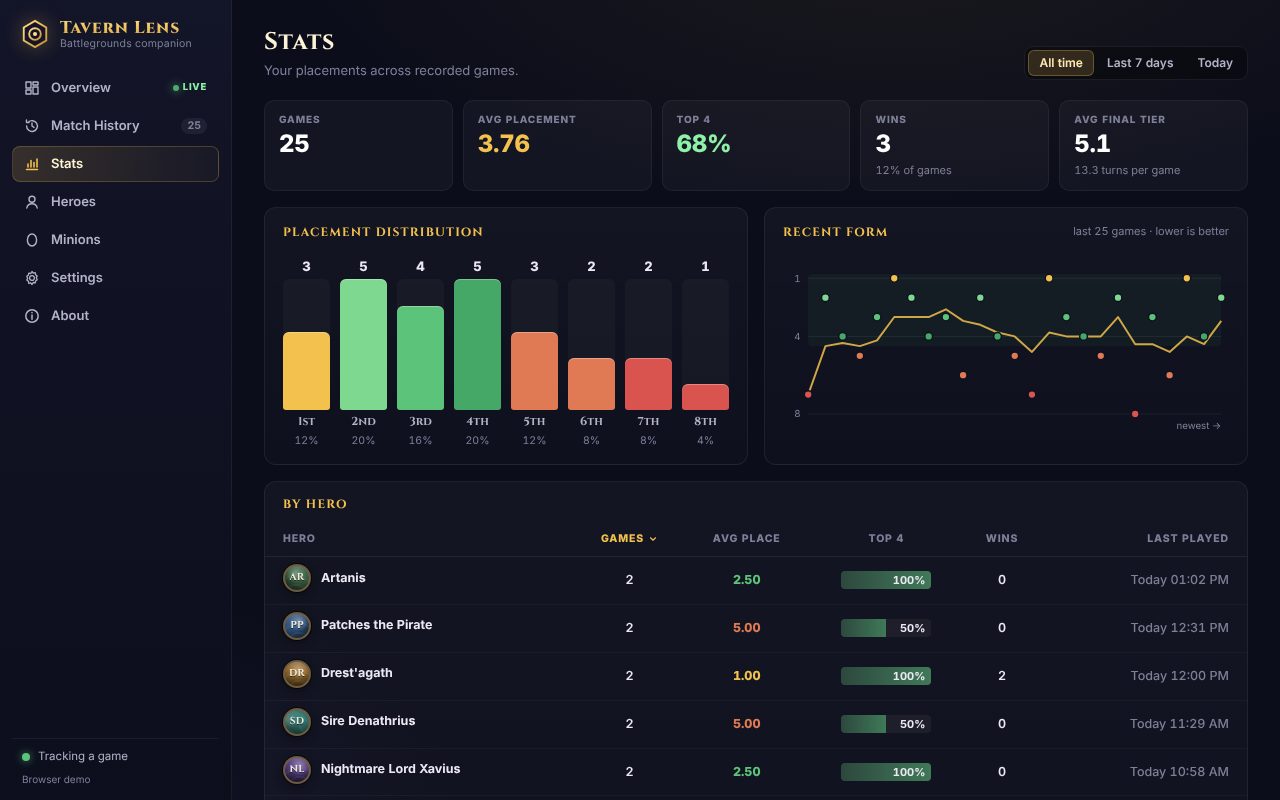 Tavern Lens
Battlegrounds companion
Overview
LIVE
Match History
25
Stats
Heroes
Minions
Settings
About
Tracking a game
Browser demo
Stats
Your placements across recorded games.
All time Last 7 days Today
GAMES
25
AVG PLACEMENT
3.76
TOP 4
68%
WINS
3
12% of games
AVG FINAL TIER
5.1
13.3 turns per game
PLACEMENT DISTRIBUTION
3 5 4 5 3 2 2 1
1ST 2ND 3RD 4TH 5TH 6TH 7TH 8TH
12% 20% 16% 20% 12% 8% 8% 4%
RECENT FORM
last 25 games · lower is better
1
4
8
newest →
BY HERO
HERO GAMES AVG PLACE TOP 4 WINS LAST PLAYED
AR Artanis 2 2.50 100% 0 Today 01:02 PM
PP Patches the Pirate 2 5.00 50% 0 Today 12:31 PM
DR Drest'agath 2 1.00 100% 2 Today 12:00 PM
SD Sire Denathrius 2 5.00 50% 0 Today 11:29 AM
NL Nightmare Lord Xavius 2 2.50 100% 0 Today 10:58 AM